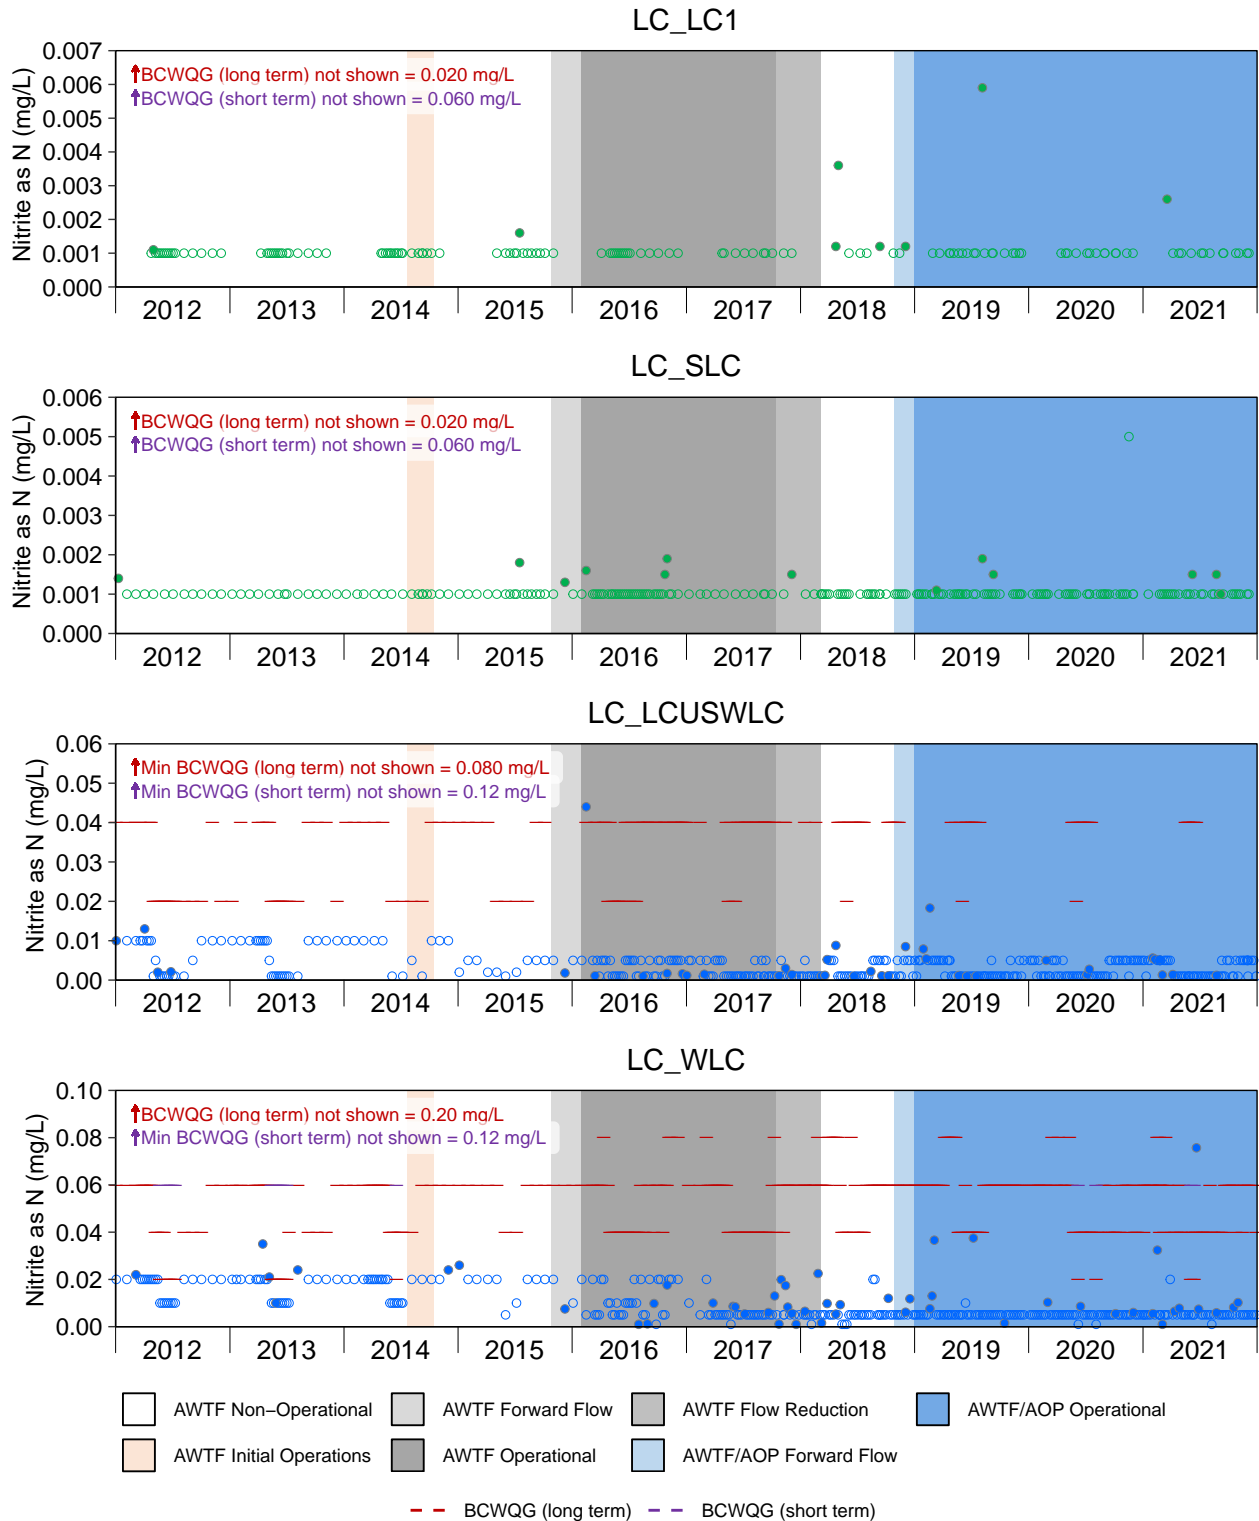 LC_LC1
Nitrite as N (mg/L)
0.007
0.006
0.005
0.004
0.003
0.002
0.001
0.000
BCWQG (long term) not shown = 0.020 mg/L
BCWQG (short term) not shown = 0.060 mg/L
2012 2013 2014 2015 2016 2017 2018 2019 2020 2021
LC_SLC
Nitrite as N (mg/L)
0.006
0.005
0.004
0.003
0.002
0.001
0.000
BCWQG (long term) not shown = 0.020 mg/L
BCWQG (short term) not shown = 0.060 mg/L
2012 2013 2014 2015 2016 2017 2018 2019 2020 2021
LC_LCUSWLC
Nitrite as N (mg/L)
0.06
0.05
0.04
0.03
0.02
0.01
0.00
Min BCWQG (long term) not shown = 0.080 mg/L
Min BCWQG (short term) not shown = 0.12 mg/L
2012 2013 2014 2015 2016 2017 2018 2019 2020 2021
LC_WLC
Nitrite as N (mg/L)
0.10
0.08
0.06
0.04
0.02
0.00
BCWQG (long term) not shown = 0.20 mg/L
Min BCWQG (short term) not shown = 0.12 mg/L
2012 2013 2014 2015 2016 2017 2018 2019 2020 2021
AWTF Non-Operational AWTF Forward Flow AWTF Flow Reduction AWTF/AOP Operational
AWTF Initial Operations AWTF Operational AWTF/AOP Forward Flow
BCWQG (long term) BCWQG (short term)